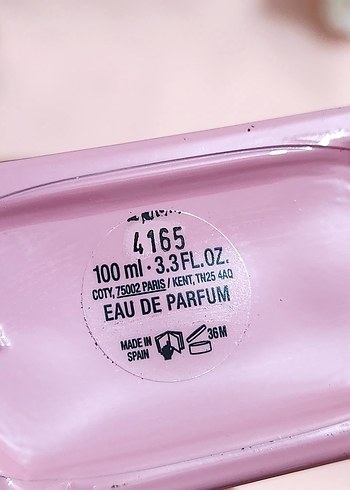 4165
100 ml · 3.3 FL.OZ.
COTY, 75002 PARIS / KENT, TN25 4AQ
EAU DE PARFUM
MADE IN
SPAIN
36M